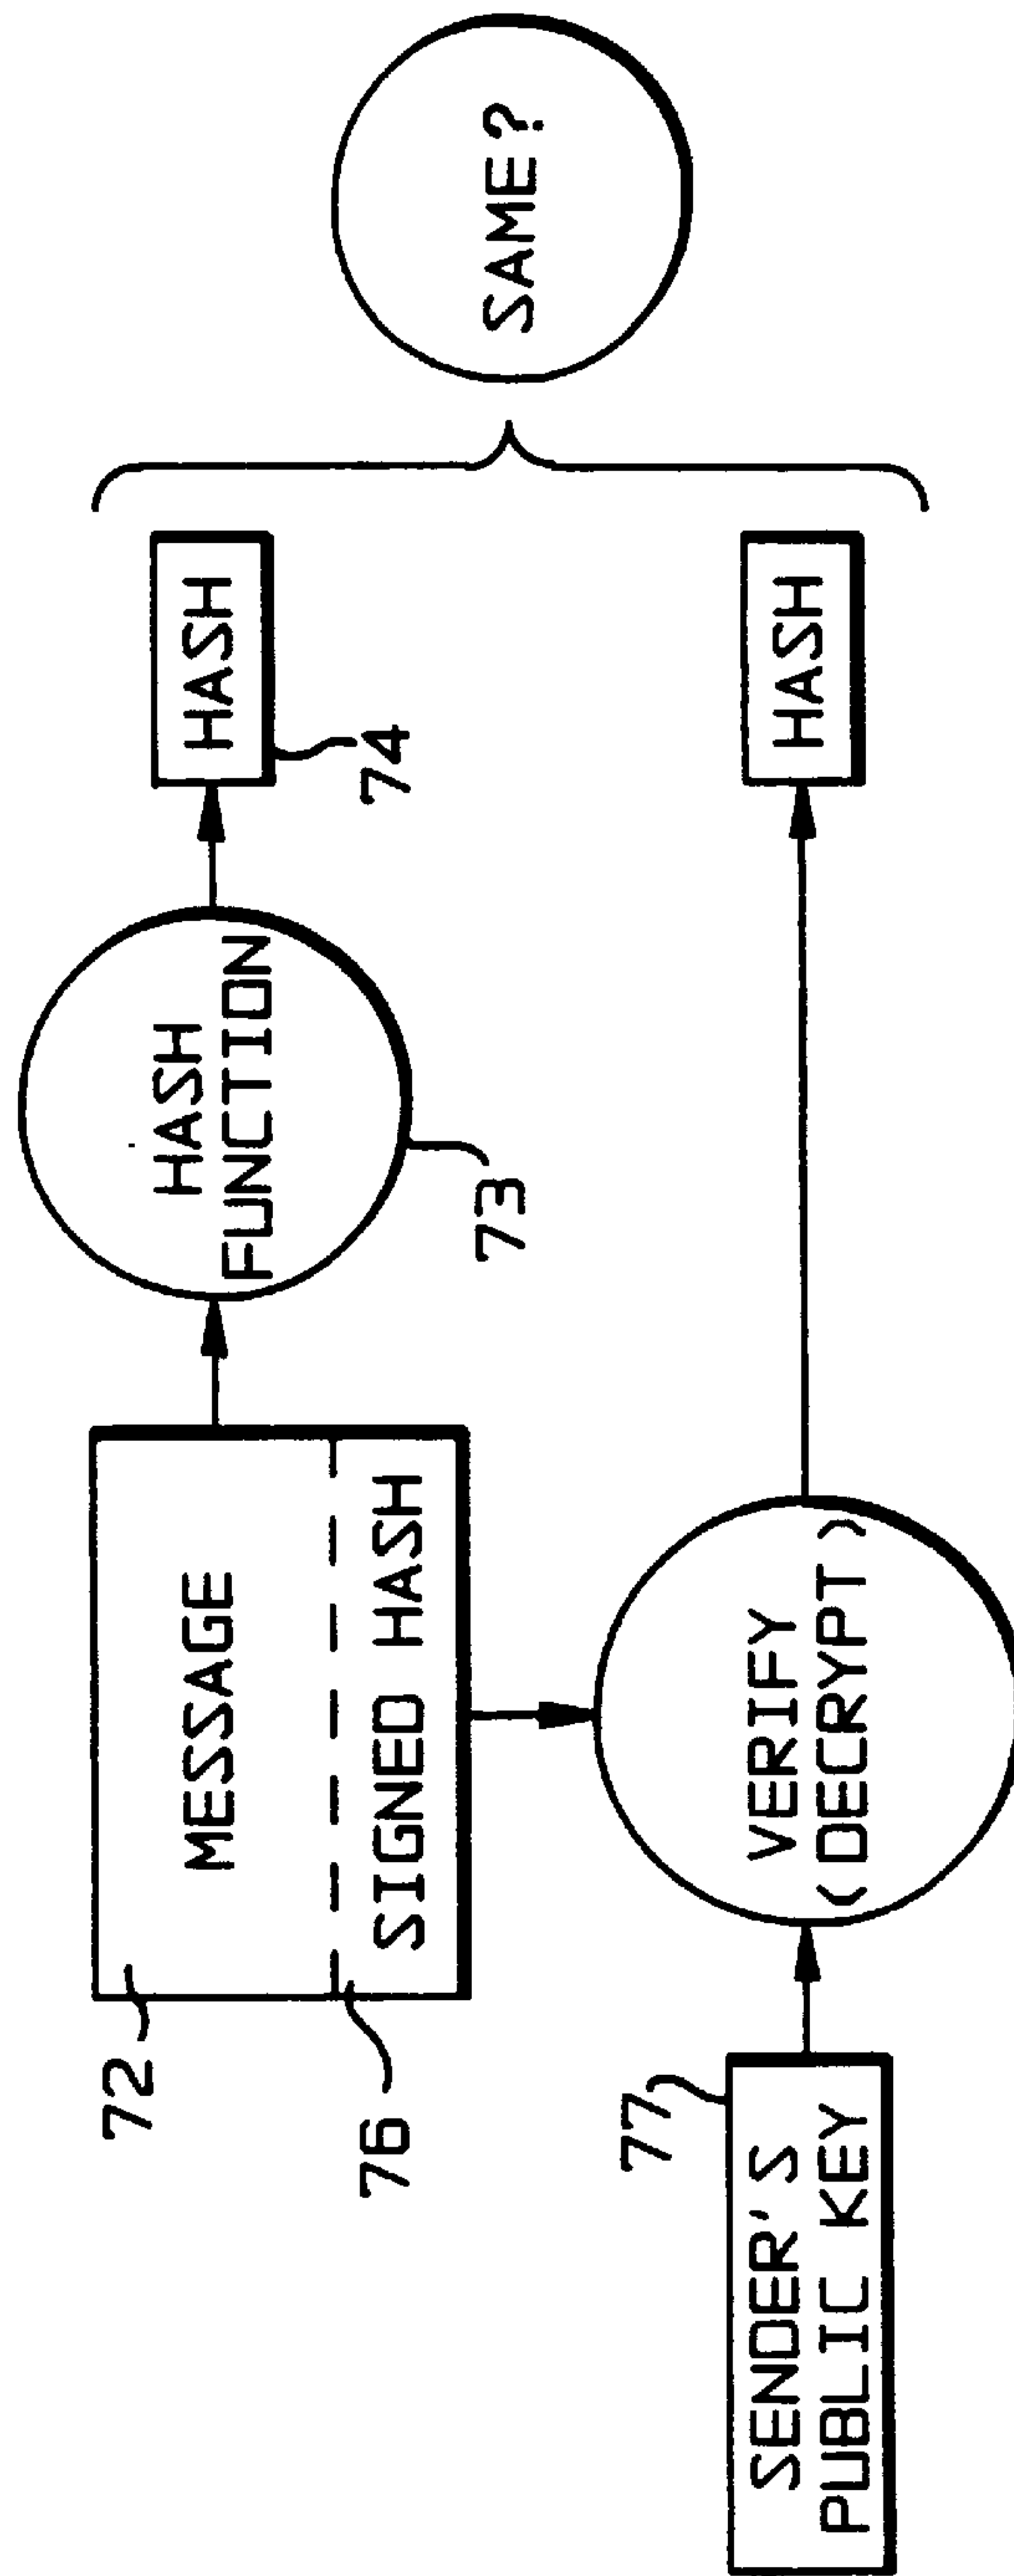 72
MESSAGE
76
SIGNED HASH
HASH
FUNCTION
73
HASH
74
SENDER'S
PUBLIC KEY
77
VERIFY
(DECRYPT)
HASH
SAME?